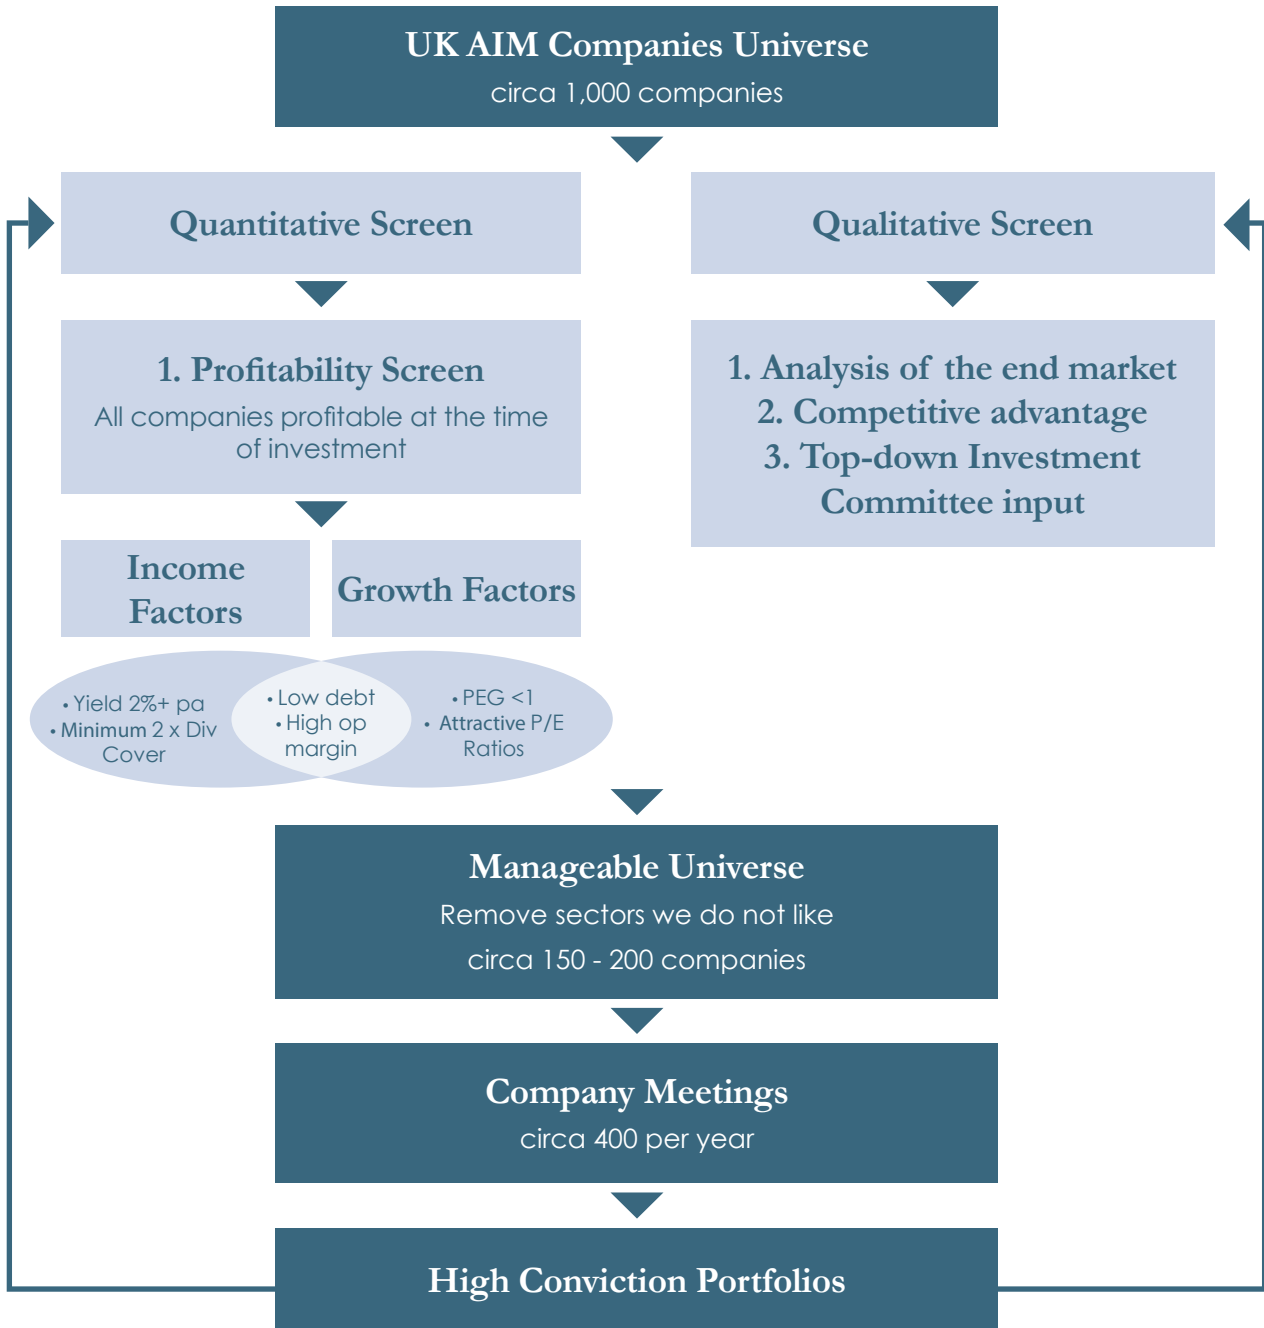 UK AIM Companies Universe
circa 1,000 companies
Quantitative Screen
Qualitative Screen
1. Profitability Screen
All companies profitable at the time
of investment
1. Analysis of the end market
2. Competitive advantage
3. Top-down Investment
Committee input
Income
Factors
Growth Factors
• Yield 2%+ pa
• Minimum 2 x Div
Cover
• Low debt
• High op
margin
• PEG <1
• Attractive P/E
Ratios
Manageable Universe
Remove sectors we do not like
circa 150 - 200 companies
Company Meetings
circa 400 per year
High Conviction Portfolios